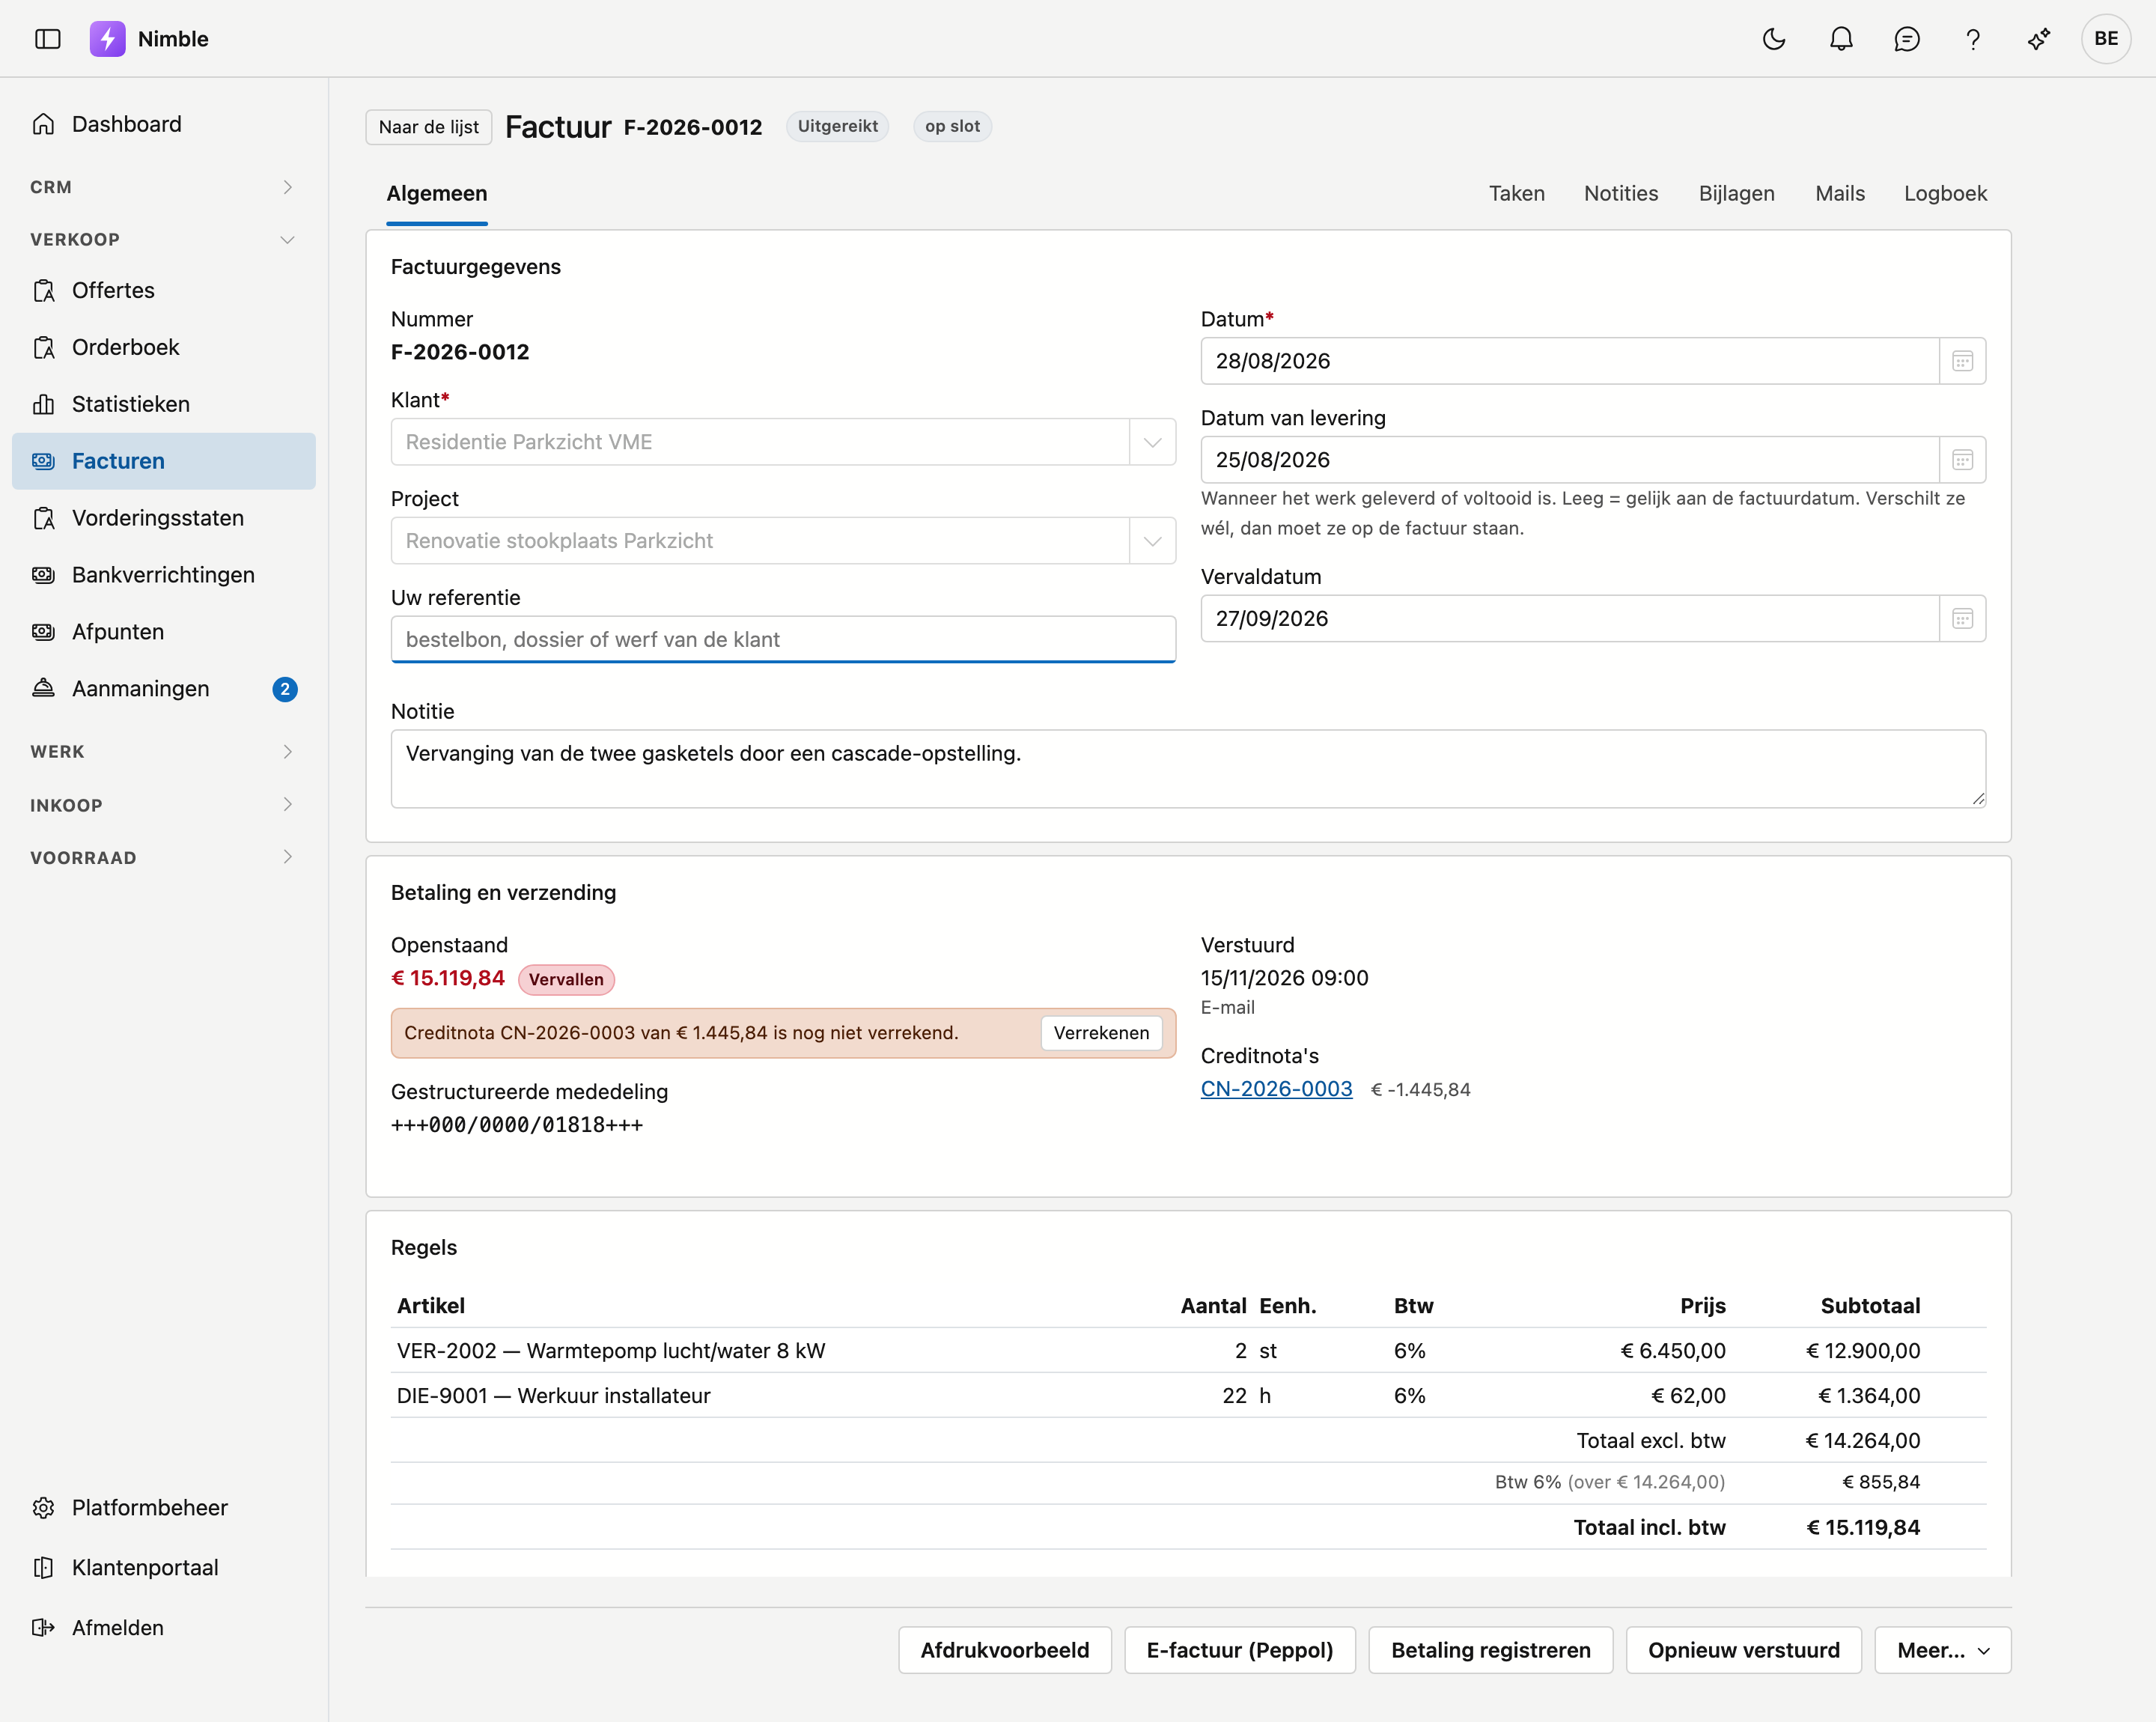 Nimble
BE
Dashboard
CRM
VERKOOP
Offertes
Orderboek
Statistieken
Facturen
Vorderingsstaten
Bankverrichtingen
Afpunten
Aanmaningen 2
WERK
INKOOP
VOORRAAD
Platformbeheer
Klantenportaal
Afmelden
Naar de lijst Factuur F-2026-0012 Uitgereikt op slot
Algemeen Taken Notities Bijlagen Mails Logboek
Factuurgegevens
Nummer
F-2026-0012
Klant*
Residentie Parkzicht VME
Project
Renovatie stookplaats Parkzicht
Uw referentie
bestelbon, dossier of werf van de klant
Datum*
28/08/2026
Datum van levering
25/08/2026
Wanneer het werk geleverd of voltooid is. Leeg = gelijk aan de factuurdatum. Verschilt ze
wél, dan moet ze op de factuur staan.
Vervaldatum
27/09/2026
Notitie
Vervanging van de twee gasketels door een cascade-opstelling.
Betaling en verzending
Openstaand
€ 15.119,84 Vervallen
Creditnota CN-2026-0003 van € 1.445,84 is nog niet verrekend. Verrekenen
Gestructureerde mededeling
+++000/0000/01818+++
Verstuurd
15/11/2026 09:00
E-mail
Creditnota's
CN-2026-0003 € -1.445,84
Regels
Artikel Aantal Eenh. Btw Prijs Subtotaal
VER-2002 — Warmtepomp lucht/water 8 kW 2 st 6% € 6.450,00 € 12.900,00
DIE-9001 — Werkuur installateur 22 h 6% € 62,00 € 1.364,00
Totaal excl. btw € 14.264,00
Btw 6% (over € 14.264,00) € 855,84
Totaal incl. btw € 15.119,84
Afdrukvoorbeeld E-factuur (Peppol) Betaling registreren Opnieuw verstuurd Meer...